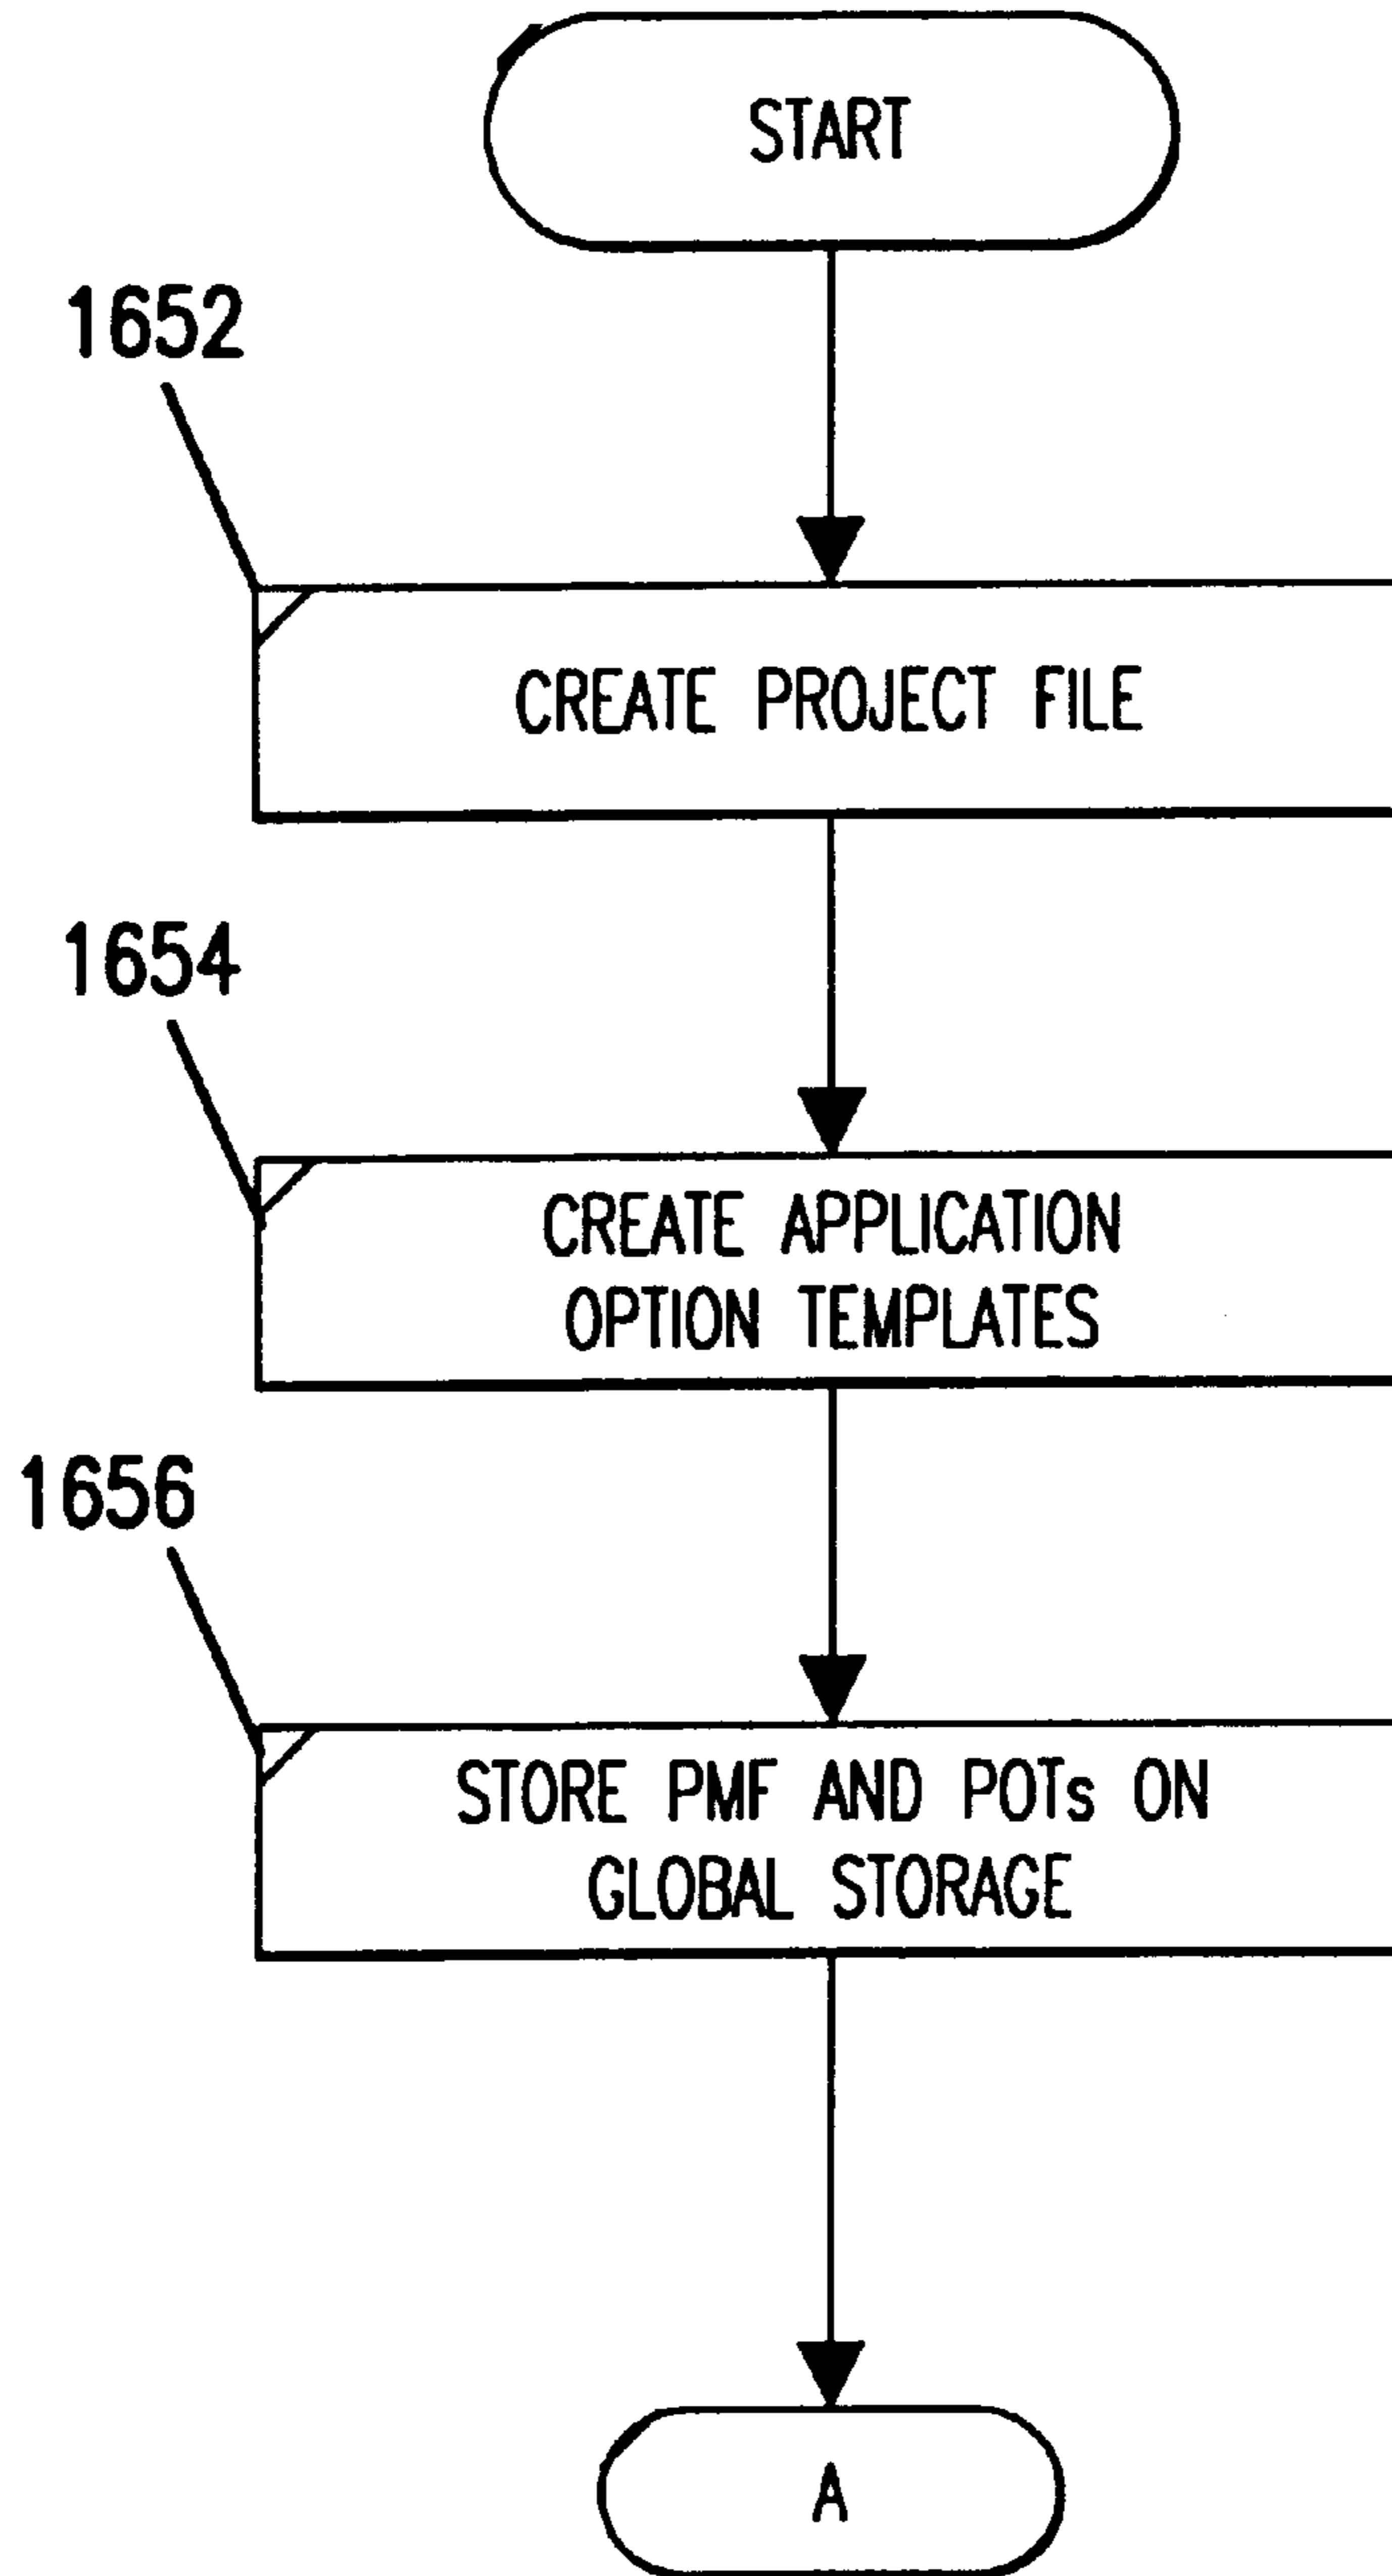 START
1652
CREATE PROJECT FILE
1654
CREATE APPLICATION
OPTION TEMPLATES
1656
STORE PMF AND POTs ON
GLOBAL STORAGE
A